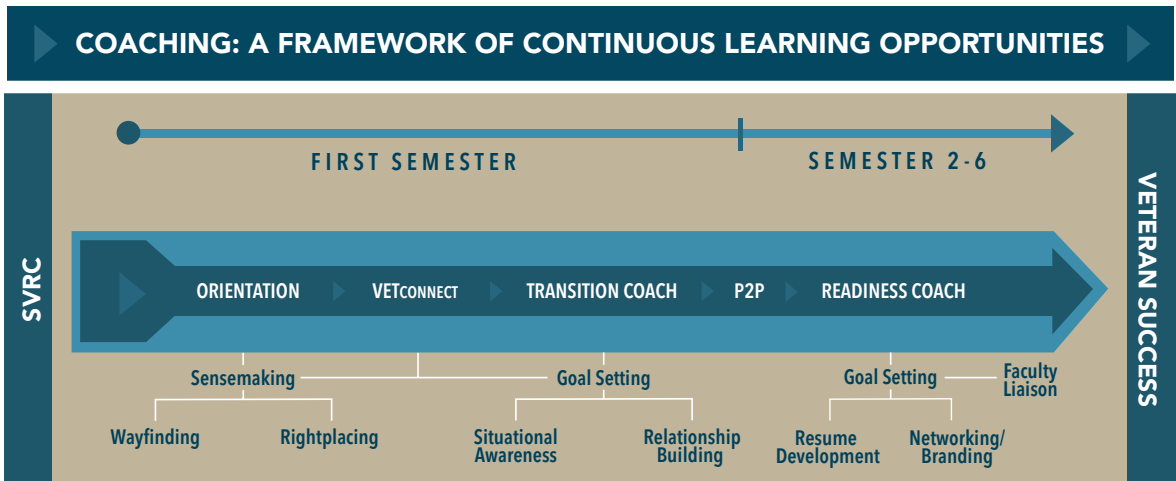 COACHING: A FRAMEWORK OF CONTINUOUS LEARNING OPPORTUNITIES
SVRC
FIRST SEMESTER
SEMESTER 2-6
ORIENTATION
VETCONNECT
TRANSITION COACH
P2P
READINESS COACH
Sensemaking
Goal Setting
Goal Setting
Faculty
Liaison
Wayfinding
Rightplacing
Situational
Awareness
Relationship
Building
Resume
Development
Networking/
Branding
VETERAN SUCCESS